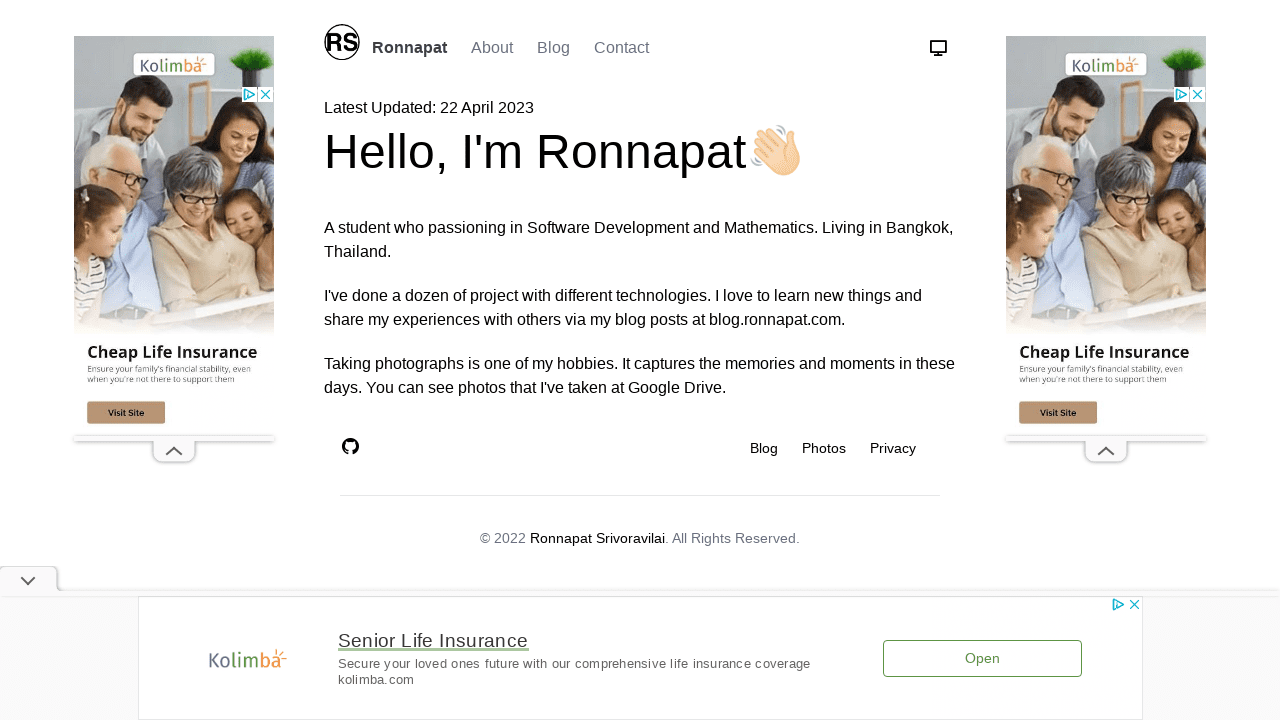 RS
Ronnapat
About
Blog
Contact
Latest Updated: 22 April 2023
Hello, I'm Ronnapat👋🏻
A student who passioning in Software Development and Mathematics. Living in Bangkok,
Thailand.
I've done a dozen of project with different technologies. I love to learn new things and
share my experiences with others via my blog posts at blog.ronnapat.com.
Taking photographs is one of my hobbies. It captures the memories and moments in these
days. You can see photos that I've taken at Google Drive.
Blog
Photos
Privacy
© 2022 Ronnapat Srivoravilai. All Rights Reserved.
Kolimba
Cheap Life Insurance
Ensure your family's financial stability, even
when you're not there to support them
Visit Site
Kolimba
Cheap Life Insurance
Ensure your family's financial stability, even
when you're not there to support them
Visit Site
Kolimba
Senior Life Insurance
Secure your loved ones future with our comprehensive life insurance coverage
kolimba.com
Open